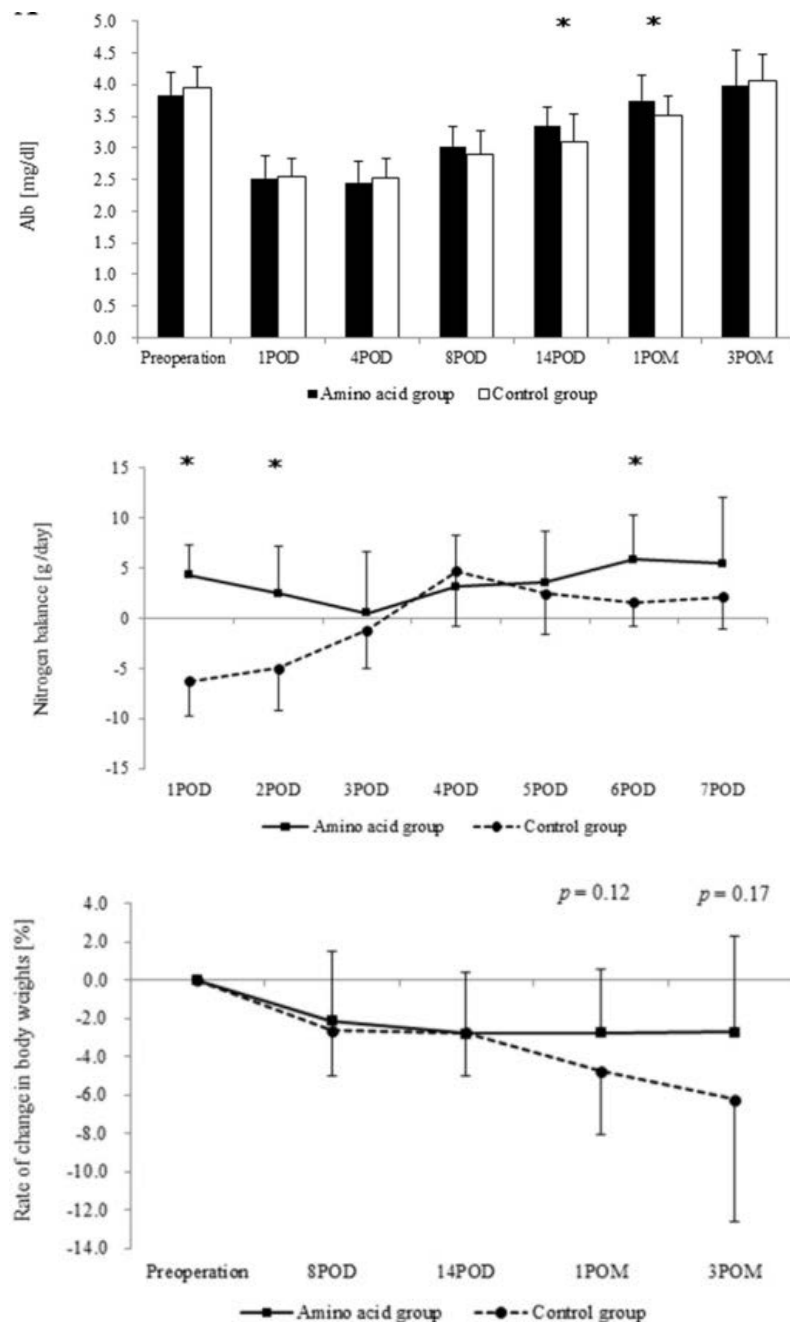 * *
5.0
4.5
4.0
3.5
3.0
2.5
2.0
1.5
1.0
0.5
0.0
Alb [mg/dl]
Preoperation 1POD 4POD 8POD 14POD 1POM 3POM
Amino acid group Control group
* * *
15
10
5
0
-5
-10
-15
Nitrogen balance [g/day]
1POD 2POD 3POD 4POD 5POD 6POD 7POD
Amino acid group Control group
p = 0.12 p = 0.17
4.0
2.0
0.0
-2.0
-4.0
-6.0
-8.0
-10.0
-12.0
-14.0
Rate of change in body weights [%]
Preoperation 8POD 14POD 1POM 3POM
Amino acid group Control group